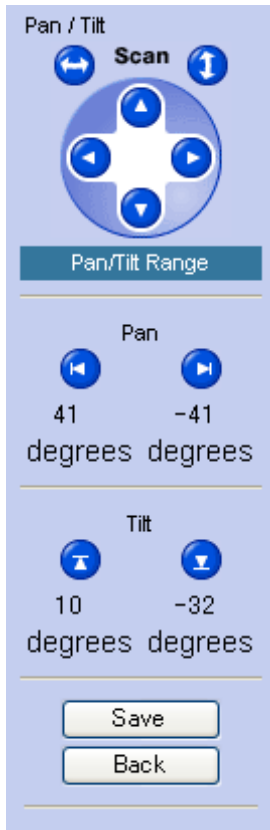 Pan / Tilt
Scan
Pan/Tilt Range
Pan
41 -41
degrees degrees
Tilt
10 -32
degrees degrees
Save
Back